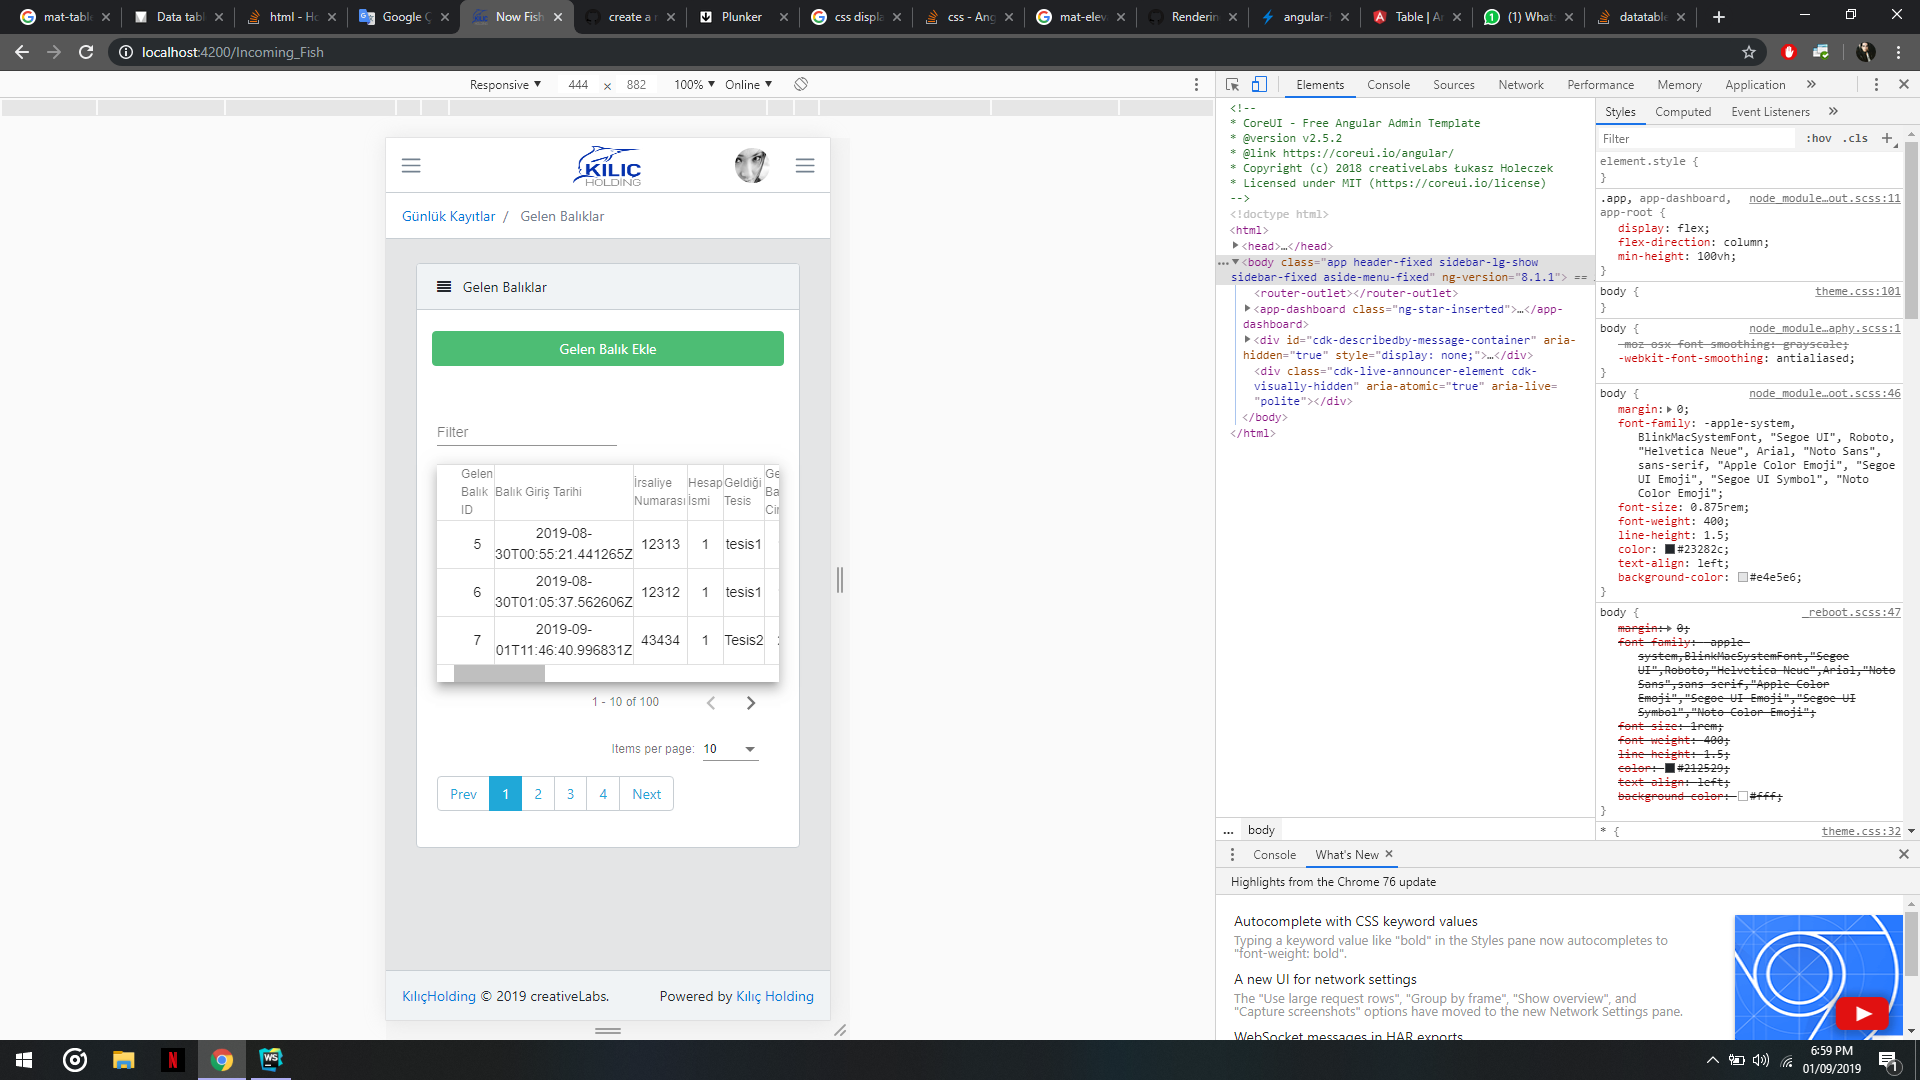 mat-table
Data tab
html - Ho
Google Ç
Now Fish
create a r
Plunker
css displa
css - Ang
mat-elev
Renderin
angular-
Table | An
(1) Whats
datatable
localhost:4200/Incoming_Fish
Responsive 444 × 882 100% Online
KILIÇ
HOLDING
Günlük Kayıtlar / Gelen Balıklar
Gelen Balıklar
Gelen Balık Ekle
Filter
Gelen Balık ID
Balık Giriş Tarihi
İrsaliye Numarası
Hesap İsmi
Geldiği Tesis
Ge
Ba
Cin
5 2019-08-30T00:55:21.441265Z 12313 1 tesis1
6 2019-08-30T01:05:37.562606Z 12312 1 tesis1
7 2019-09-01T11:46:40.996831Z 43434 1 Tesis2
1 - 10 of 100
Items per page: 10
Prev 1 2 3 4 Next
KılıçHolding © 2019 creativeLabs.
Powered by Kılıç Holding
Elements Console Sources Network Performance Memory Application »
<!--
* CoreUI - Free Angular Admin Template
* @version v2.5.2
* @link https://coreui.io/angular/
* Copyright (c) 2018 creativeLabs Łukasz Holeczek
* Licensed under MIT (https://coreui.io/license)
-->
<!doctype html>
<html>
<head>…</head>
<body class="app header-fixed sidebar-lg-show
sidebar-fixed aside-menu-fixed" ng-version="8.1.1"> ==
<router-outlet></router-outlet>
<app-dashboard class="ng-star-inserted">…</app-
dashboard>
<div id="cdk-describedby-message-container" aria-
hidden="true" style="display: none;">…</div>
<div class="cdk-live-announcer-element cdk-
visually-hidden" aria-atomic="true" aria-live=
"polite"></div>
</body>
</html>
... body
Styles Computed Event Listeners »
Filter :hov .cls +
element.style {
}
.app, app-dashboard, node_module…out.scss:11
app-root {
display: flex;
flex-direction: column;
min-height: 100vh;
}
body { theme.css:101
}
body { node_module…aphy.scss:1
-moz-osx-font-smoothing: grayscale;
-webkit-font-smoothing: antialiased;
}
body { node_module…oot.scss:46
margin: 0;
font-family: -apple-system,
BlinkMacSystemFont, "Segoe UI", Roboto,
"Helvetica Neue", Arial, "Noto Sans",
sans-serif, "Apple Color Emoji", "Segoe
UI Emoji", "Segoe UI Symbol", "Noto
Color Emoji";
font-size: 0.875rem;
font-weight: 400;
line-height: 1.5;
color: #23282c;
text-align: left;
background-color: #e4e5e6;
}
body { _reboot.scss:47
margin: 0;
font-family: -apple-
system,BlinkMacSystemFont,"Segoe
UI",Roboto,"Helvetica Neue",Arial,"Noto
Sans",sans-serif,"Apple Color
Emoji","Segoe UI Emoji","Segoe UI
Symbol","Noto Color Emoji";
font-size: 1rem;
font-weight: 400;
line-height: 1.5;
color: #212529;
text-align: left;
background-color: #fff;
}
* { theme.css:32
Console What's New
Highlights from the Chrome 76 update
Autocomplete with CSS keyword values
Typing a keyword value like "bold" in the Styles pane now autocompletes to
"font-weight: bold".
A new UI for network settings
The "Use large request rows", "Group by frame", "Show overview", and
"Capture screenshots" options have moved to the new Network Settings pane.
WebSocket messages in HAR exports
6:59 PM
01/09/2019